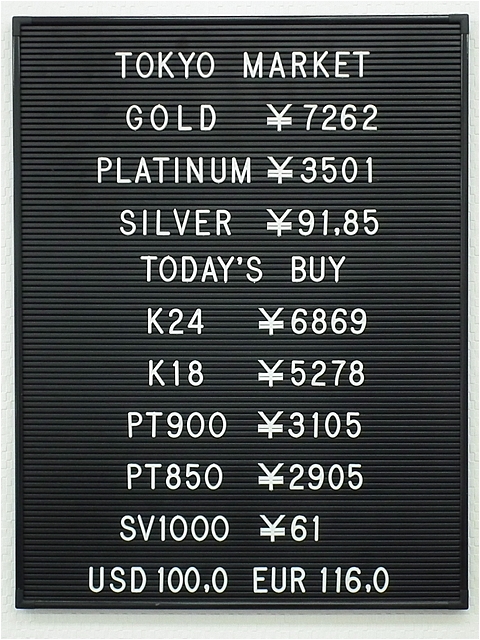 TOKYO MARKET
GOLD ¥7262
PLATINUM ¥3501
SILVER ¥91.85
TODAY'S BUY
K24 ¥6869
K18 ¥5278
PT900 ¥3105
PT850 ¥2905
SV1000 ¥61
USD 100.0 EUR 116.0